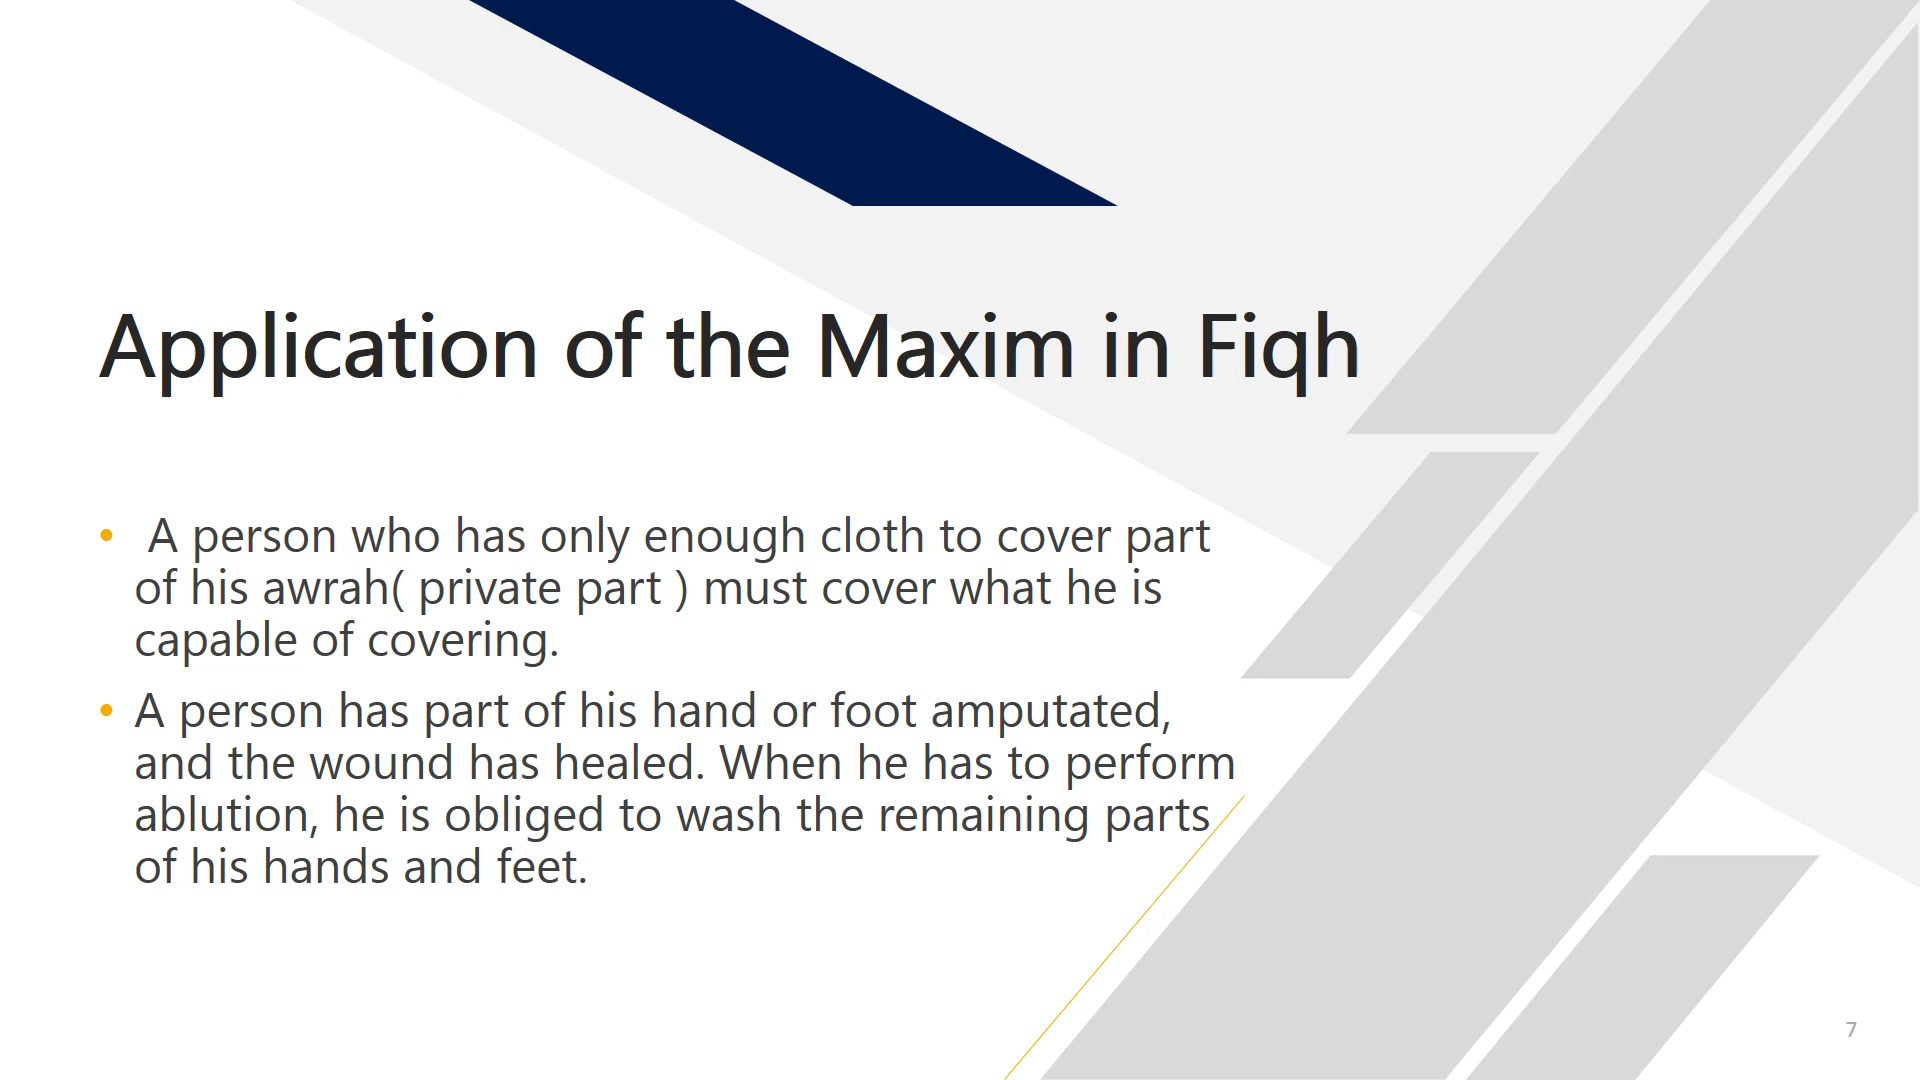 Application of the Maxim in Fiqh
• A person who has only enough cloth to cover part
of his awrah( private part ) must cover what he is
capable of covering.
• A person has part of his hand or foot amputated,
and the wound has healed. When he has to perform
ablution, he is obliged to wash the remaining parts
of his hands and feet.
7